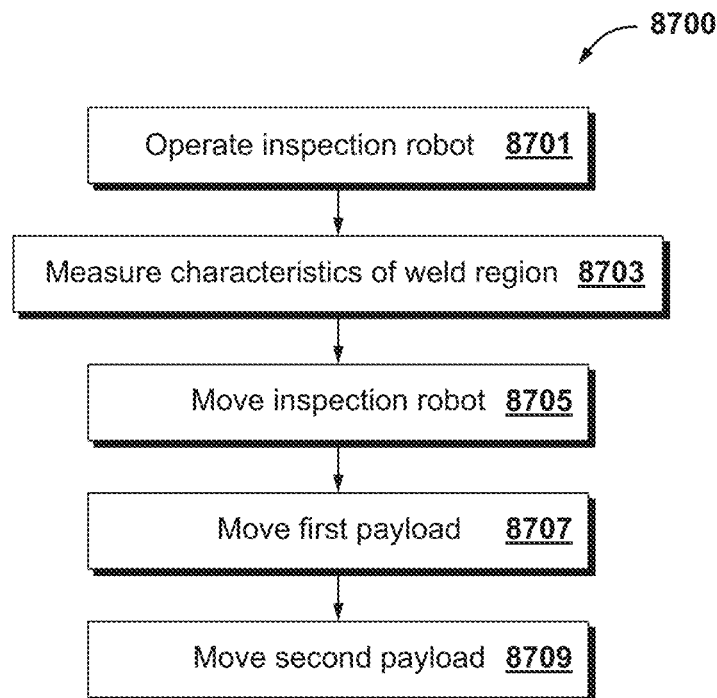 8700
Operate inspection robot 8701
Measure characteristics of weld region 8703
Move inspection robot 8705
Move first payload 8707
Move second payload 8709